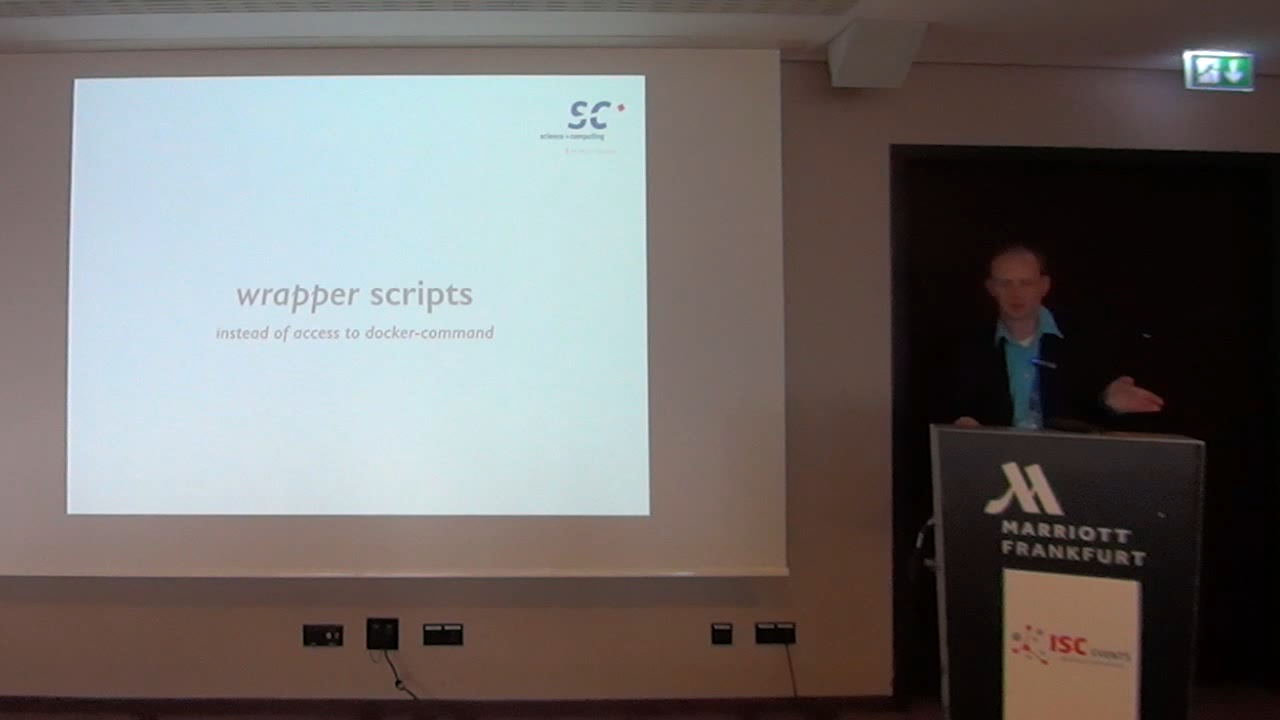 SC
science + computing
wrapper scripts
instead of access to docker-command
MARRIOTT
FRANKFURT
ISC EVENTS